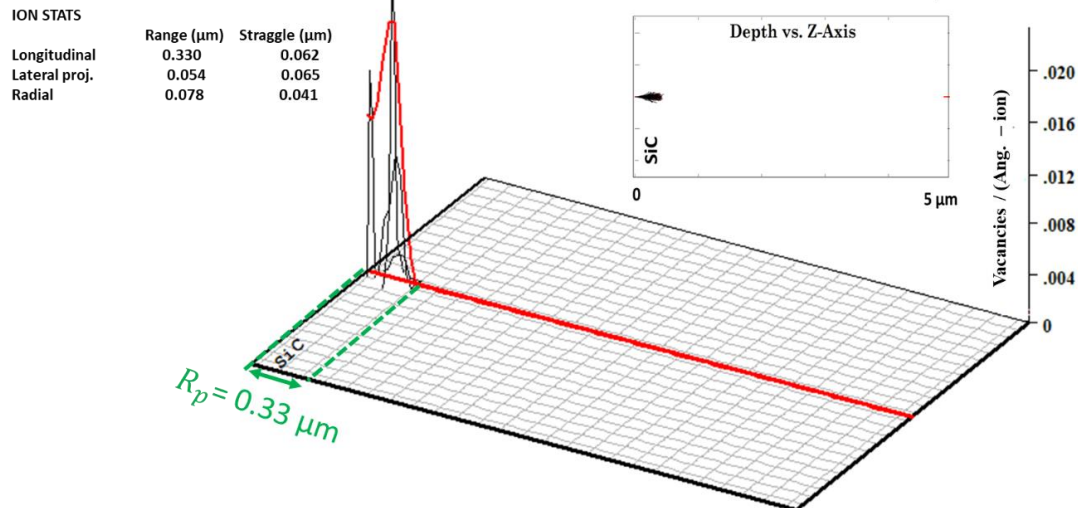 ION STATS
Range (μm) Straggle (μm)
Longitudinal 0.330 0.062
Lateral proj. 0.054 0.065
Radial 0.078 0.041
Depth vs. Z-Axis
SiC
0
5 μm
Vacancies / (Ang. – ion)
.020
.016
.012
.008
.004
0
SiC
Rp = 0.33 μm